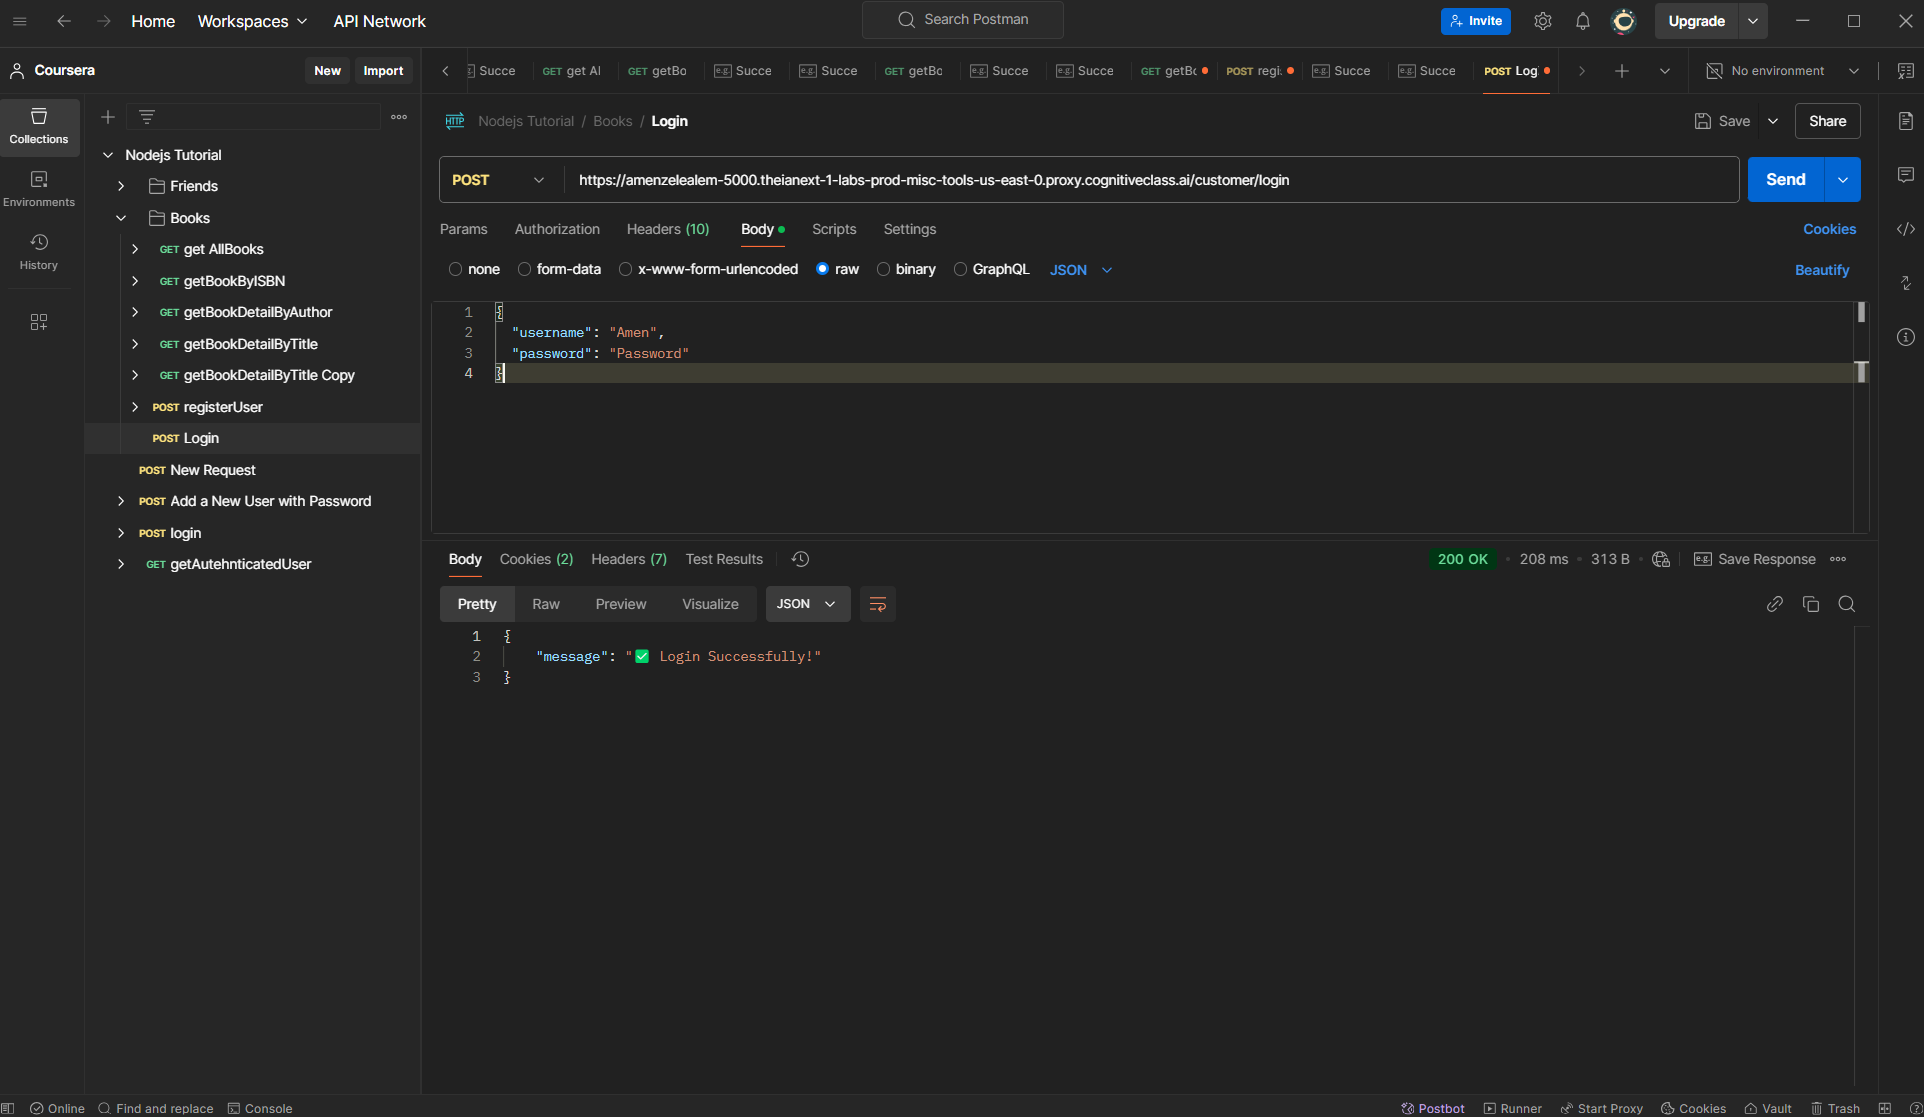 Home Workspaces API Network Search Postman Invite Upgrade
Coursera New Import
Succe GET get Al GET getBo e.g. Succe e.g. Succe GET getBo e.g. Succe e.g. Succe GET getBo POST regi e.g. Succe e.g. Succe POST Log No environment
Collections
Environments
History
Nodejs Tutorial
Friends
Books
GET get AllBooks
GET getBookByISBN
GET getBookDetailByAuthor
GET getBookDetailByTitle
GET getBookDetailByTitle Copy
POST registerUser
POST Login
POST New Request
POST Add a New User with Password
POST login
GET getAutehnticatedUser
HTTP Nodejs Tutorial / Books / Login Save Share
POST https://amenzelealem-5000.theianext-1-labs-prod-misc-tools-us-east-0.proxy.cognitiveclass.ai/customer/login Send
Params Authorization Headers (10) Body Scripts Settings Cookies
none form-data x-www-form-urlencoded raw binary GraphQL JSON Beautify
1 {
2 "username": "Amen",
3 "password": "Password"
4 }
Body Cookies (2) Headers (7) Test Results 200 OK 208 ms 313 B e.g. Save Response
Pretty Raw Preview Visualize JSON
1 {
2 "message": "✅ Login Successfully!"
3 }
Online Find and replace Console Postbot Runner Start Proxy Cookies Vault Trash